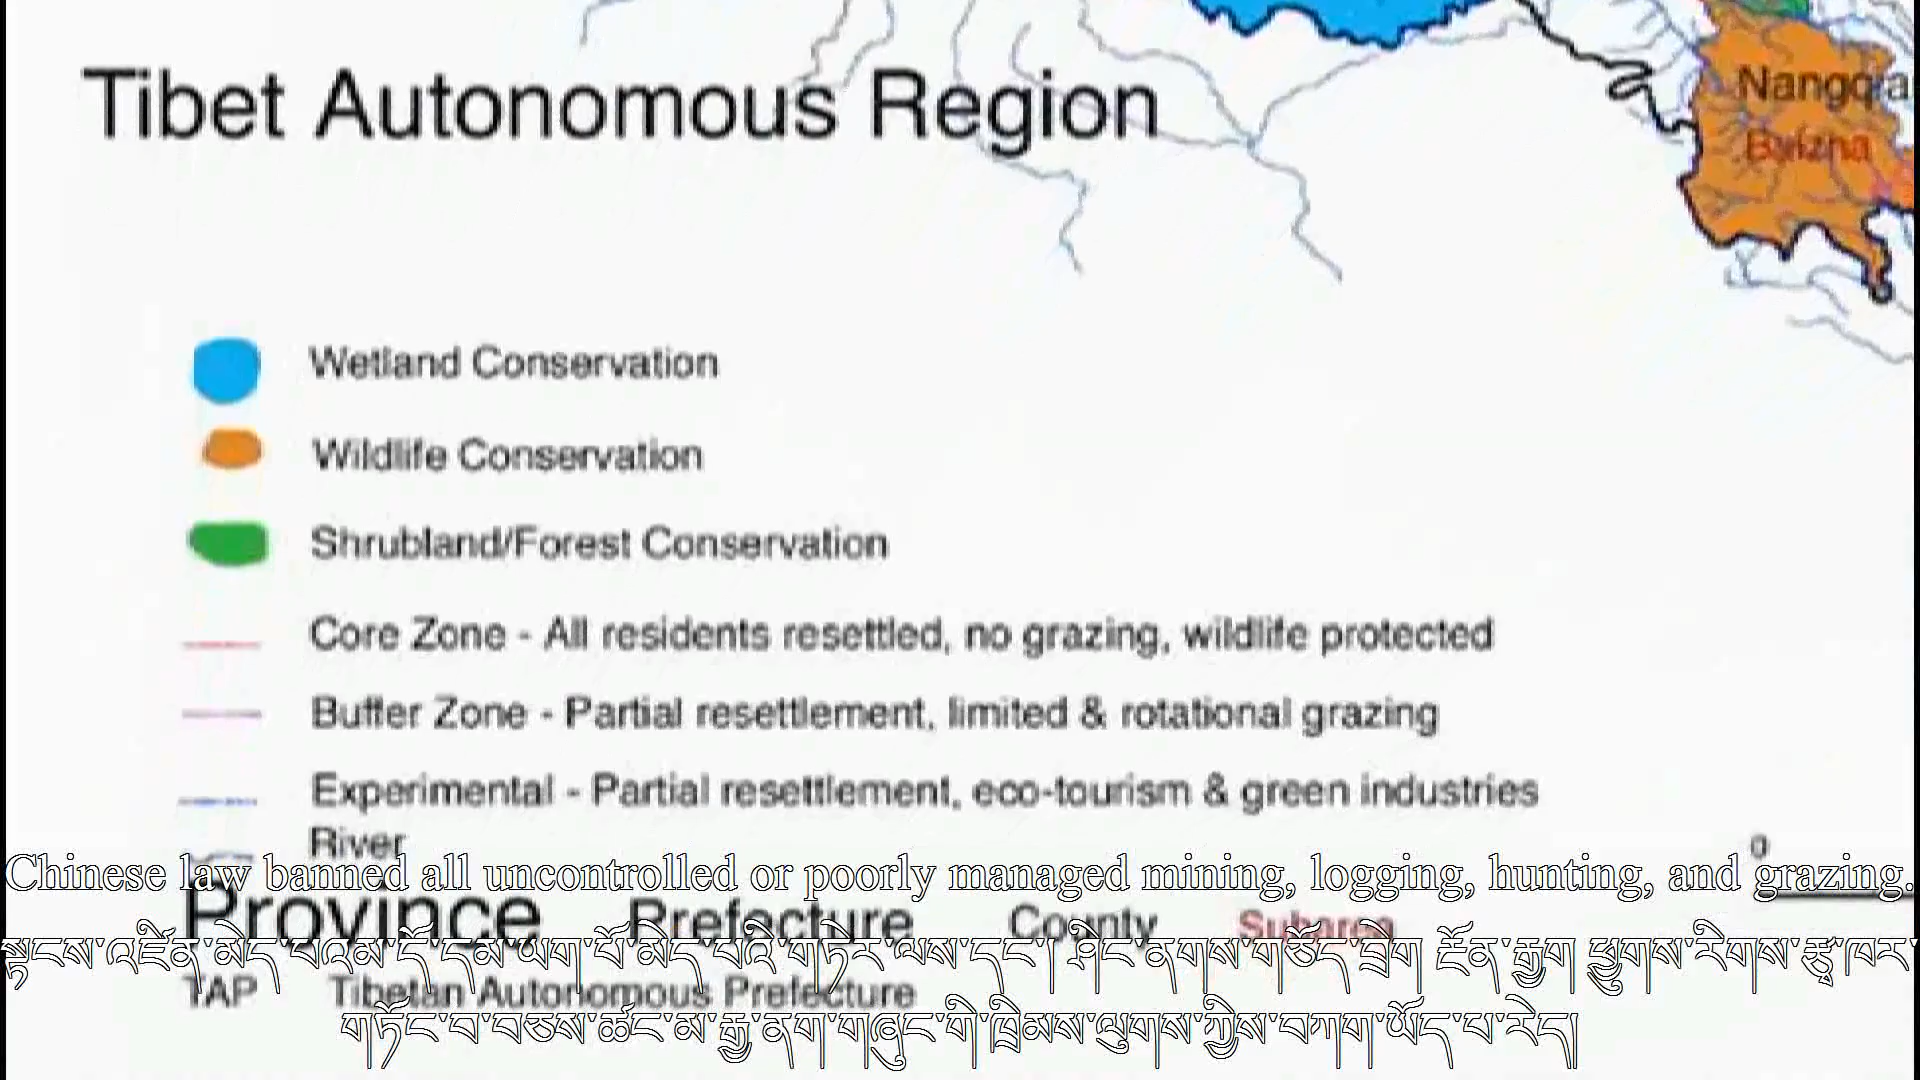 Tibet Autonomous Region
Byizha
Wetland Conservation
Wildlife Conservation
Shrubland/Forest Conservation
Core Zone - All residents resettled, no grazing, wildlife protected
Buffer Zone - Partial resettlement, limited & rotational grazing
Experimental - Partial resettlement, eco-tourism & green industries
River
0
Chinese law banned all uncontrolled or poorly managed mining, logging, hunting, and grazing.
Province Prefecture County Subarea
སྟངས་འཛིན་མེད་པའམ་དོ་དམ་ཡག་པོ་མེད་པའི་གཏེར་ལས་དང་། ཤིང་ནགས་གཅོད་བྲེག རྔོན་རྒྱག ཕྱུགས་རིགས་རྩྭ་ཁར་
TAP Tibetan Autonomous Prefecture
གཏོང་བ་བཅས་ཚང་མ་རྒྱ་ནག་གཞུང་གི་ཁྲིམས་ལུགས་ཀྱིས་བཀག་ཡོད་པ་རེད།